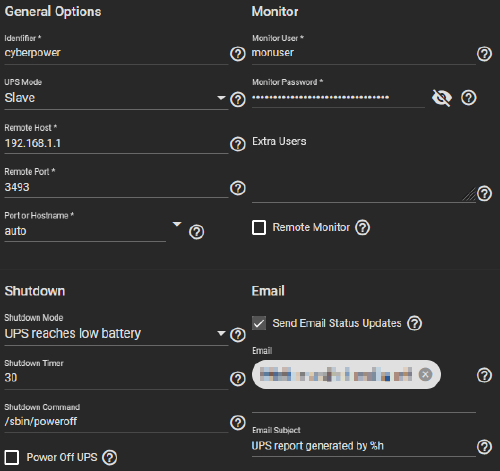 General Options
Identifier *
cyberpower
UPS Mode
Slave
Remote Host *
192.168.1.1
Remote Port *
3493
Port or Hostname *
auto
Monitor
Monitor User *
monuser
Monitor Password *
Extra Users
Remote Monitor
Shutdown
Shutdown Mode
UPS reaches low battery
Shutdown Timer
30
Shutdown Command
/sbin/poweroff
Power Off UPS
Email
Send Email Status Updates
Email
Email Subject
UPS report generated by %h